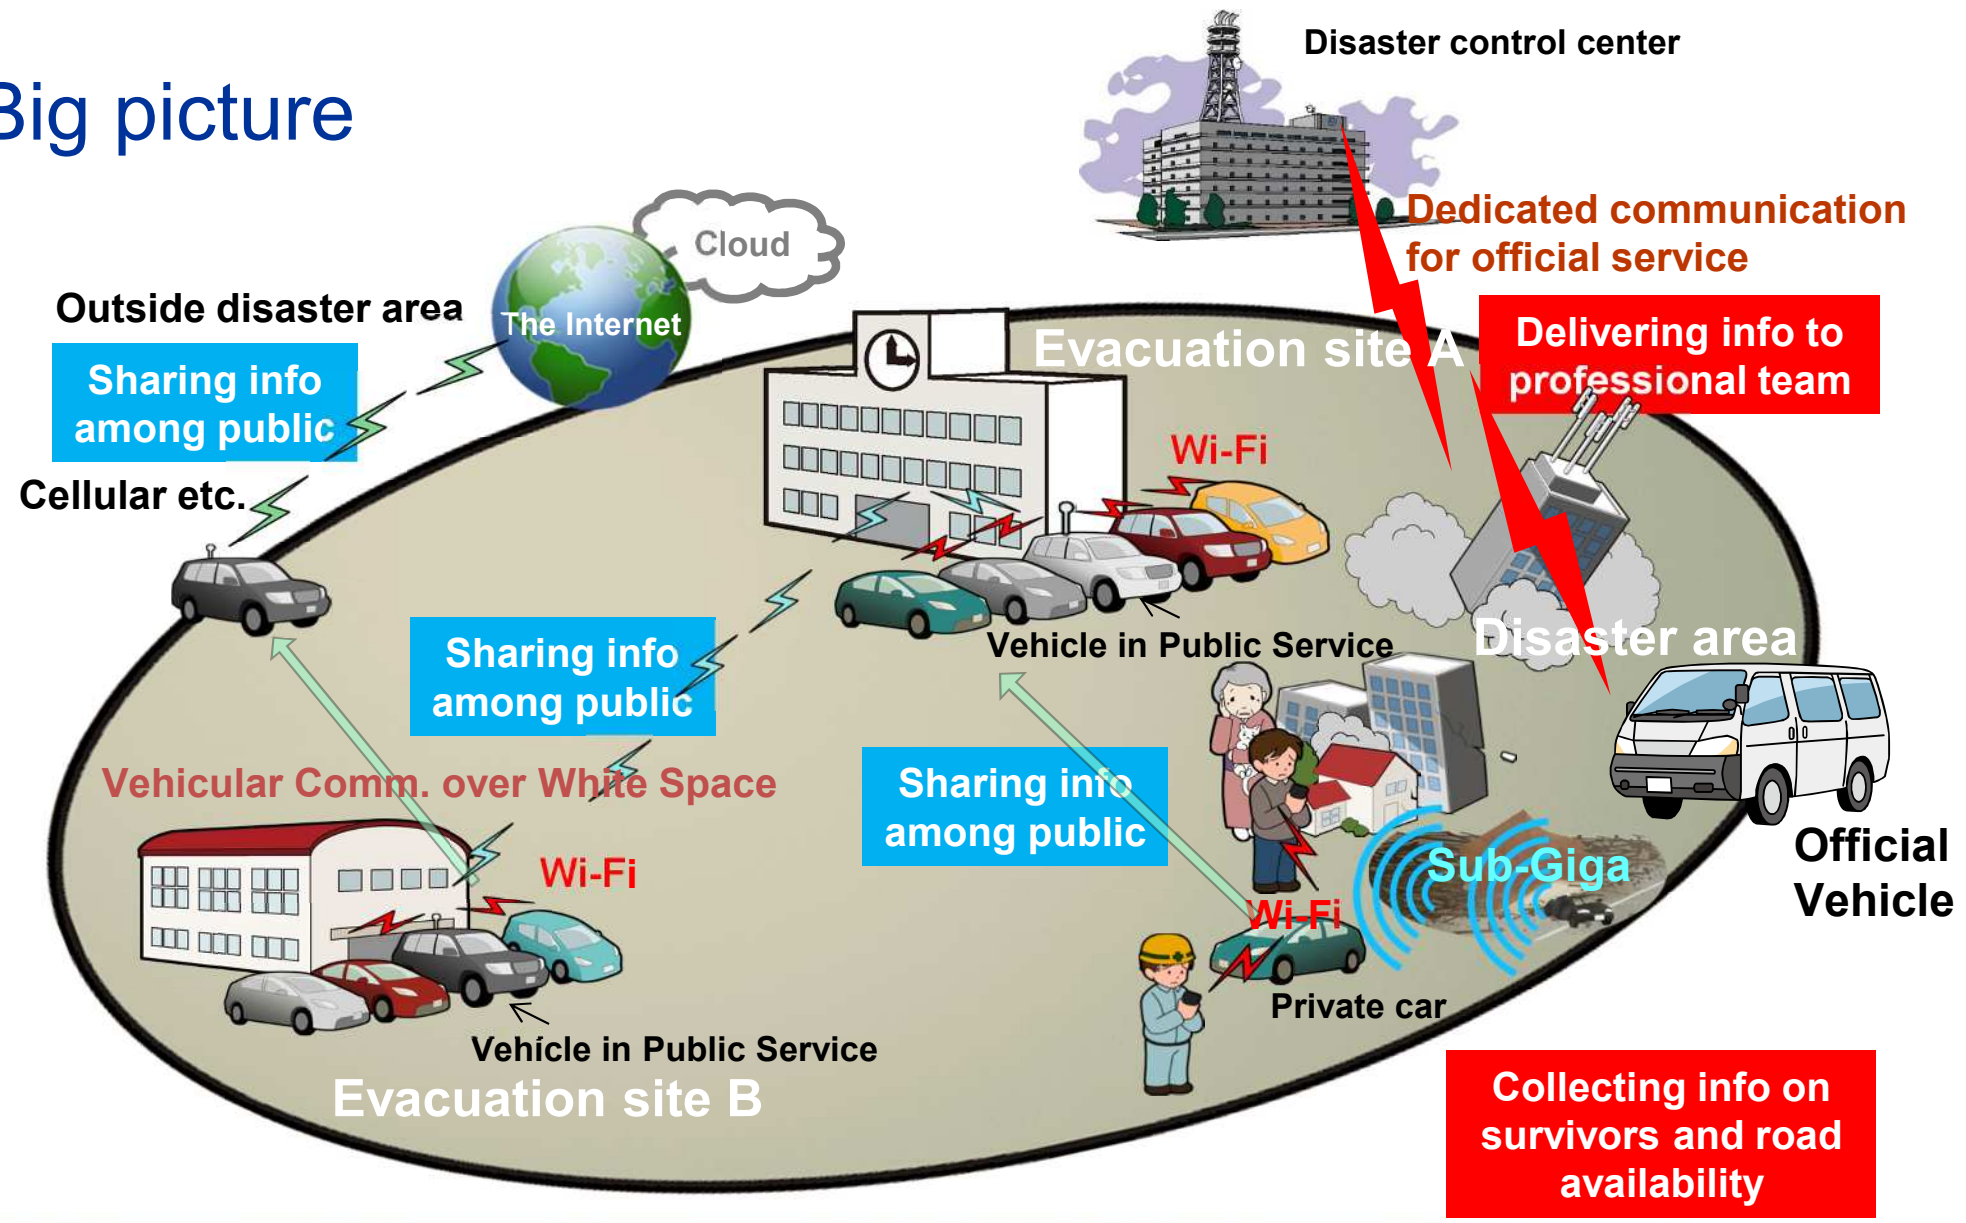 Big picture
Disaster control center
Cloud
Dedicated communication
for official service
Outside disaster area
The Internet
Evacuation site A
Delivering info to
professional team
Sharing info
among public
Wi-Fi
Cellular etc.
Sharing info
among public
Vehicle in Public Service
Disaster area
Vehicular Comm. over White Space
Sharing info
among public
Wi-Fi
Sub-Giga
Official
Vehicle
Wi-Fi
Private car
Vehicle in Public Service
Evacuation site B
Collecting info on
survivors and road
availability